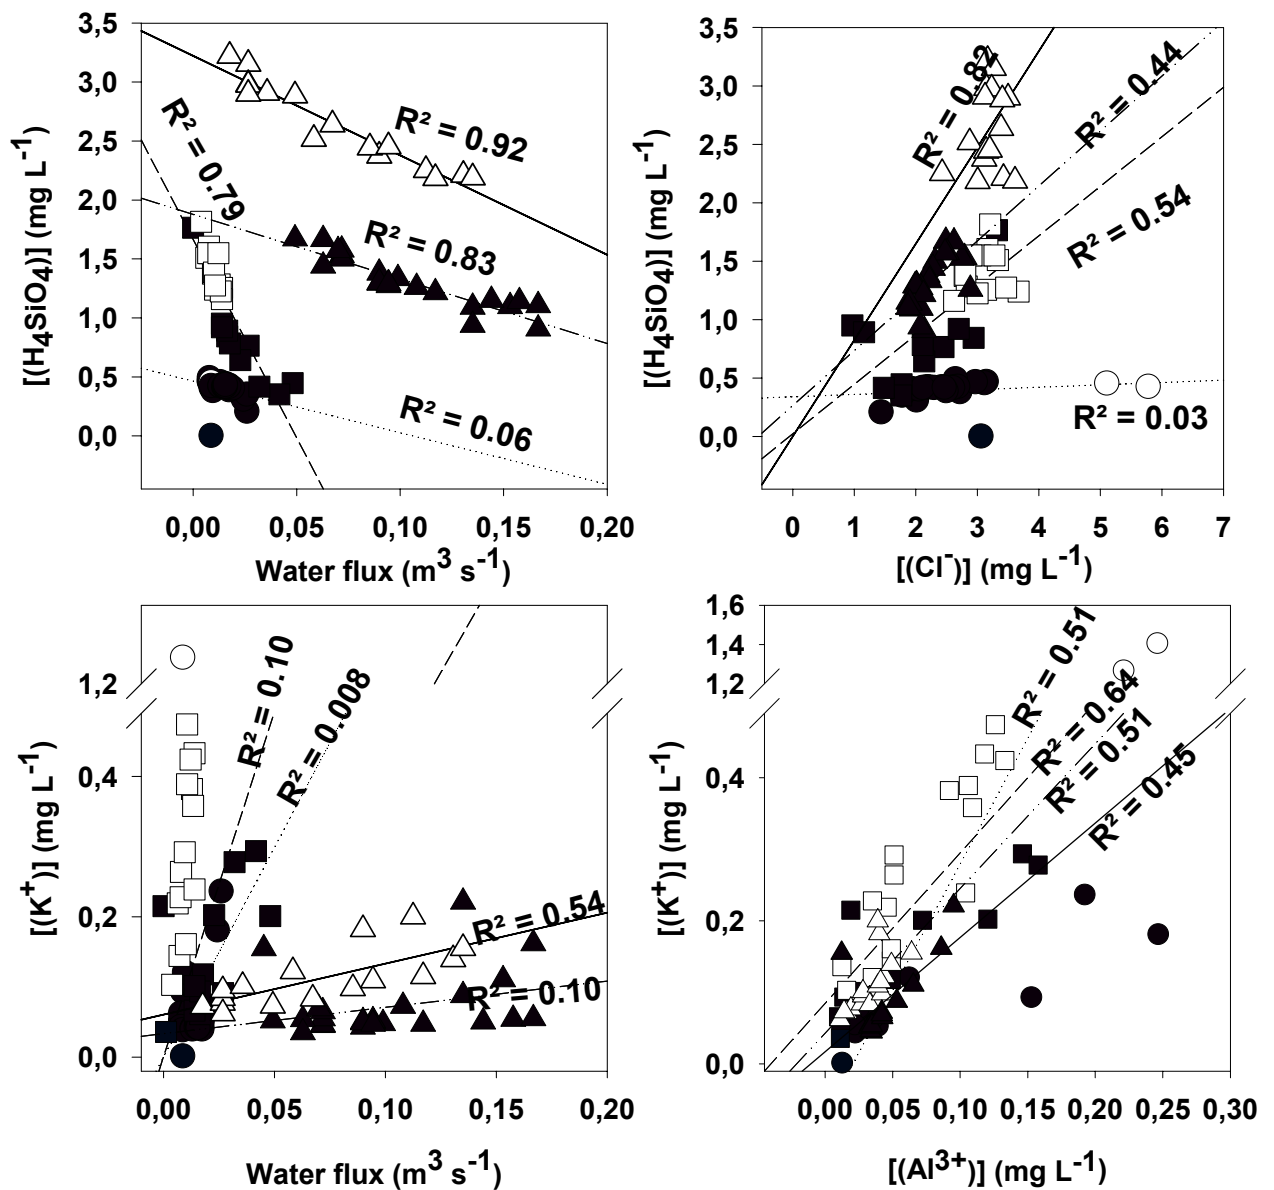 3,5
3,0
2,5
2,0
1,5
1,0
0,5
0,0
[(H4SiO4)] (mg L-1)
R² = 0.92
R² = 0.79
R² = 0.83
R² = 0.06
0,00 0,05 0,10 0,15 0,20
Water flux (m3 s-1)
3,5
3,0
2,5
2,0
1,5
1,0
0,5
0,0
[(H4SiO4)] (mg L-1)
R² = 0.82
R² = 0.44
R² = 0.54
R² = 0.03
0 1 2 3 4 5 6 7
[(Cl-)] (mg L-1)
1,2
0,4
0,2
0,0
[(K+)] (mg L-1)
R² = 0.10
R² = 0.008
R² = 0.54
R² = 0.10
0,00 0,05 0,10 0,15 0,20
Water flux (m3 s-1)
1,6
1,4
1,2
0,4
0,2
0,0
[(K+)] (mg L-1)
R² = 0.51
R² = 0.64
R² = 0.51
R² = 0.45
0,00 0,05 0,10 0,15 0,20 0,25 0,30
[(Al3+)] (mg L-1)